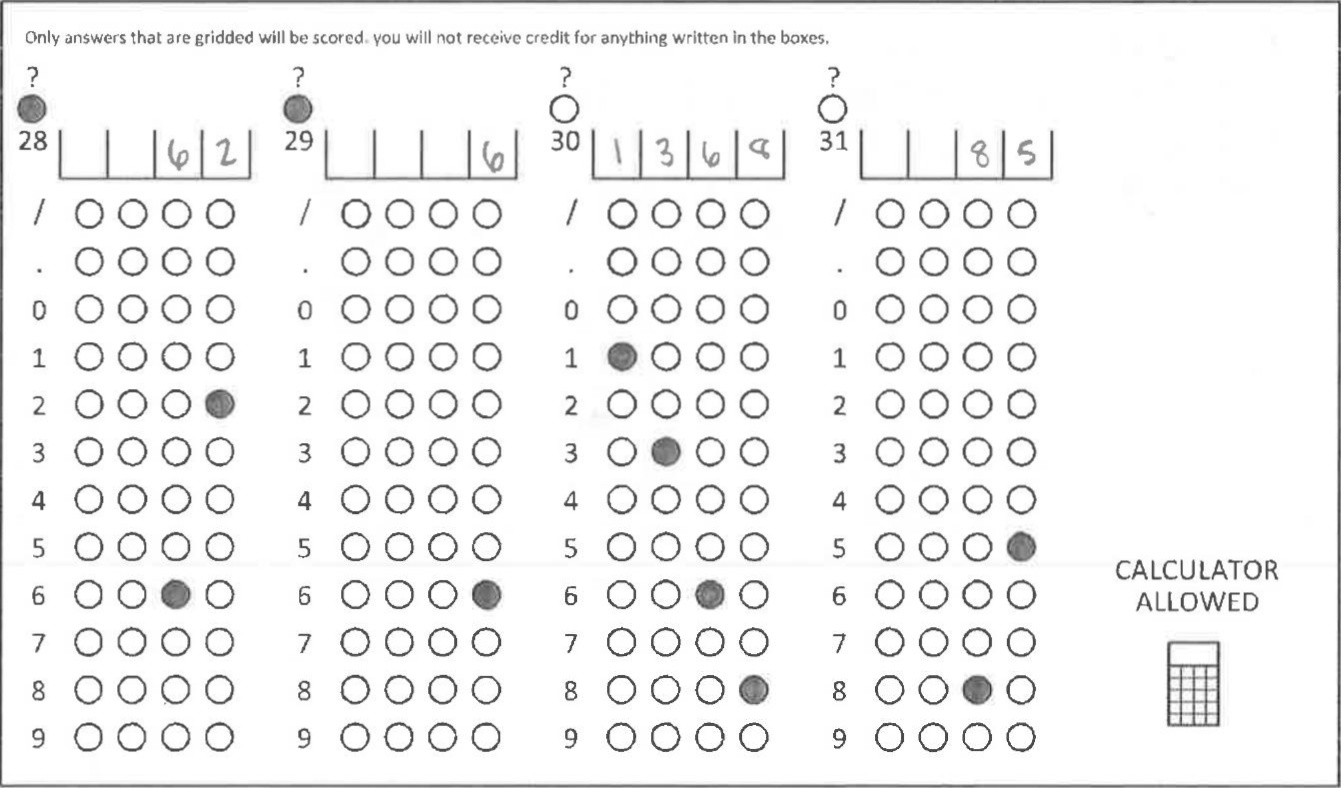 Only answers that are gridded will be scored. you will not receive credit for anything written in the boxes.
? ? ? ?
28 6 2 29 6 30 1 3 6 8 31 8 5
/ / / /
. . . .
0 0 0 0
1 1 1 1
2 2 2 2
3 3 3 3
4 4 4 4
5 5 5 5
6 6 6 6
7 7 7 7
8 8 8 8
9 9 9 9
CALCULATOR
ALLOWED